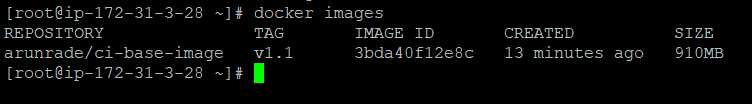 [root@ip-172-31-3-28 ~]# docker images
REPOSITORY TAG IMAGE ID CREATED SIZE
arunrade/ci-base-image v1.1 3bda40f12e8c 13 minutes ago 910MB
[root@ip-172-31-3-28 ~]#